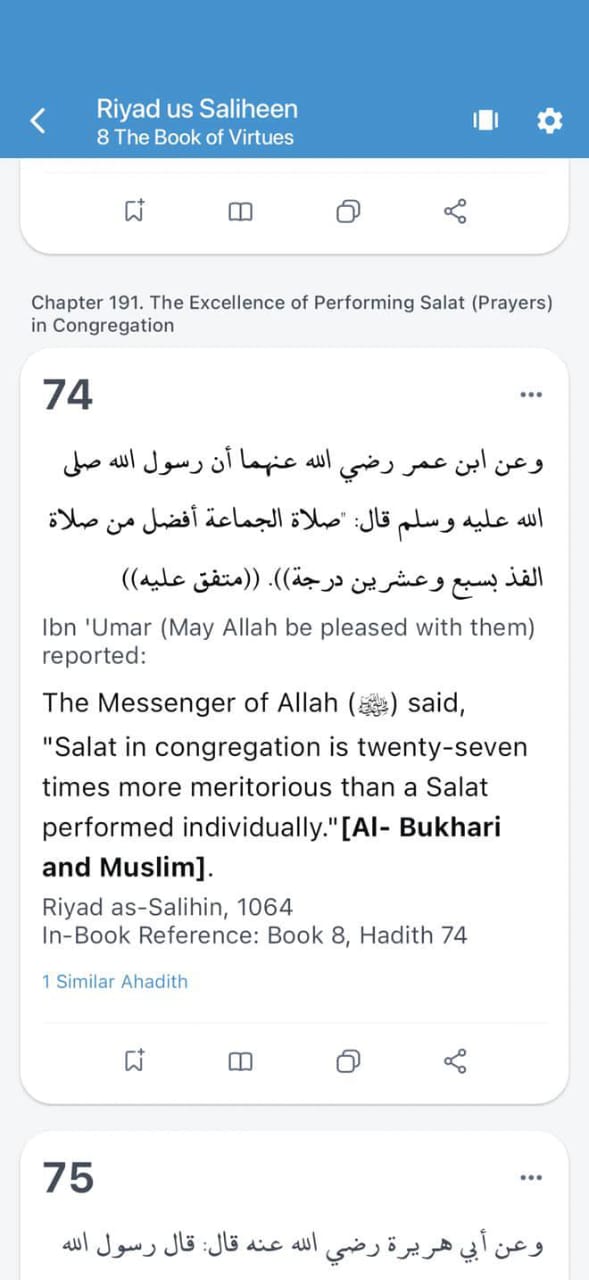 Riyad us Saliheen
8 The Book of Virtues
Chapter 191. The Excellence of Performing Salat (Prayers)
in Congregation
74
وعن ابن عمر رضي الله عنهما أن رسول الله صلى
الله عليه وسلم قال: "صلاة الجماعة أفضل من صلاة
الفذ بسبع وعشرين درجة)). ((متفق عليه))
Ibn 'Umar (May Allah be pleased with them)
reported:
The Messenger of Allah (ﷺ) said,
"Salat in congregation is twenty-seven
times more meritorious than a Salat
performed individually."[Al- Bukhari
and Muslim].
Riyad as-Salihin, 1064
In-Book Reference: Book 8, Hadith 74
1 Similar Ahadith
75
وعن أبي هريرة رضي الله عنه قال: قال رسول الله